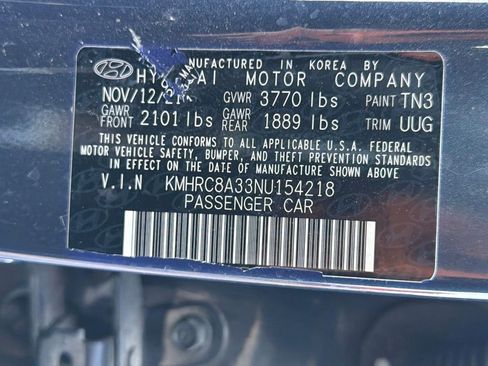 MANUFACTURED IN KOREA BY
MOTOR COMPANY
NOV/12/21 GVWR 3770 lbs PAINT TN3
GAWR FRONT 2101 lbs GAWR REAR 1889 lbs TRIM UUG
THIS VEHICLE CONFORMS TO ALL APPLICABLE U.S.A. FEDERAL
MOTOR VEHICLE SAFETY, BUMPER, AND THEFT PREVENTION STANDARDS
IN EFFECT ON THE DATE OF MANUFACTURE SHOWN ABOVE.
V.I.N KMHRC8A33NU154218
PASSENGER CAR